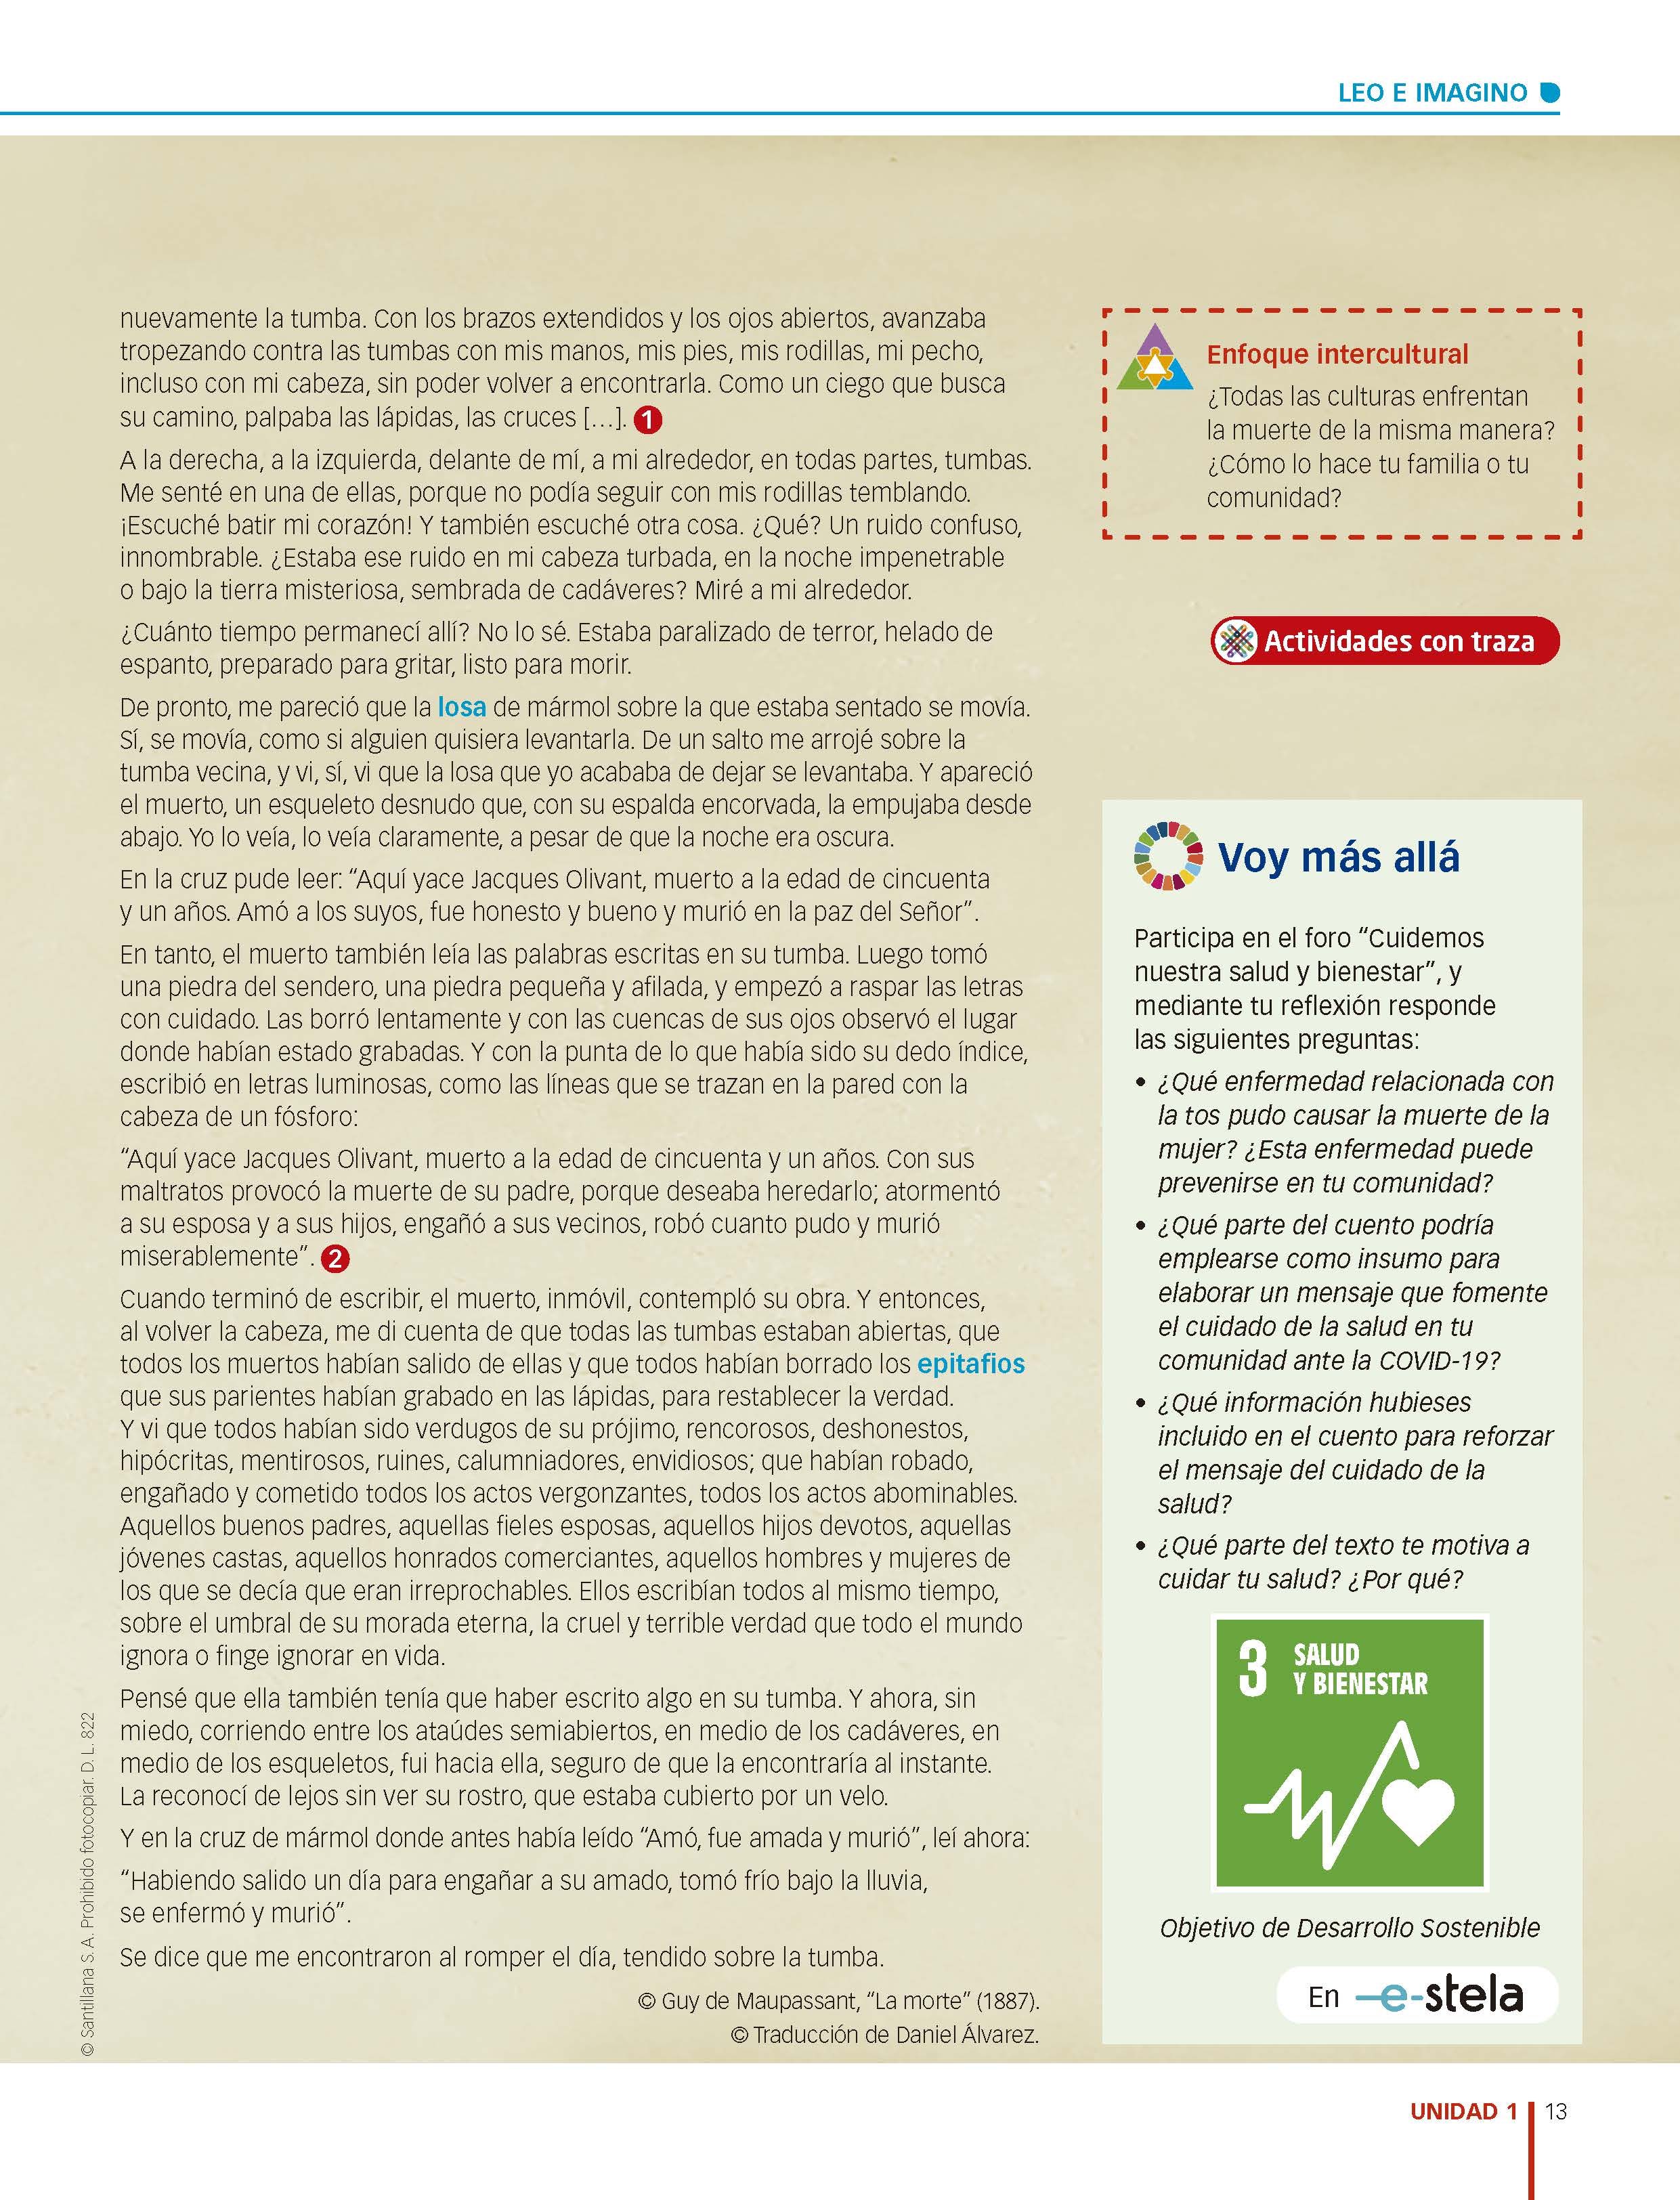 LEO E IMAGINO
nuevamente la tumba. Con los brazos extendidos y los ojos abiertos, avanzaba
tropezando contra las tumbas con mis manos, mis pies, mis rodillas, mi pecho,
incluso con mi cabeza, sin poder volver a encontrarla. Como un ciego que busca
su camino, palpaba las lápidas, las cruces [...]. 1
A la derecha, a la izquierda, delante de mí, a mi alrededor, en todas partes, tumbas.
Me senté en una de ellas, porque no podía seguir con mis rodillas temblando.
¡Escuché batir mi corazón! Y también escuché otra cosa. ¿Qué? Un ruido confuso,
innombrable. ¿Estaba ese ruido en mi cabeza turbada, en la noche impenetrable
o bajo la tierra misteriosa, sembrada de cadáveres? Miré a mi alrededor.
¿Cuánto tiempo permanecí allí? No lo sé. Estaba paralizado de terror, helado de
espanto, preparado para gritar, listo para morir.
De pronto, me pareció que la losa de mármol sobre la que estaba sentado se movía.
Sí, se movía, como si alguien quisiera levantarla. De un salto me arrojé sobre la
tumba vecina, y vi, sí, vi que la losa que yo acababa de dejar se levantaba. Y apareció
el muerto, un esqueleto desnudo que, con su espalda encorvada, la empujaba desde
abajo. Yo lo veía, lo veía claramente, a pesar de que la noche era oscura.
En la cruz pude leer: “Aquí yace Jacques Olivant, muerto a la edad de cincuenta
y un años. Amó a los suyos, fue honesto y bueno y murió en la paz del Señor”.
En tanto, el muerto también leía las palabras escritas en su tumba. Luego tomó
una piedra del sendero, una piedra pequeña y afilada, y empezó a raspar las letras
con cuidado. Las borró lentamente y con las cuencas de sus ojos observó el lugar
donde habían estado grabadas. Y con la punta de lo que había sido su dedo índice,
escribió en letras luminosas, como las líneas que se trazan en la pared con la
cabeza de un fósforo:
“Aquí yace Jacques Olivant, muerto a la edad de cincuenta y un años. Con sus
maltratos provocó la muerte de su padre, porque deseaba heredarlo; atormentó
a su esposa y a sus hijos, engañó a sus vecinos, robó cuanto pudo y murió
miserablemente”. 2
Cuando terminó de escribir, el muerto, inmóvil, contempló su obra. Y entonces,
al volver la cabeza, me di cuenta de que todas las tumbas estaban abiertas, que
todos los muertos habían salido de ellas y que todos habían borrado los epitafios
que sus parientes habían grabado en las lápidas, para restablecer la verdad.
Y vi que todos habían sido verdugos de su prójimo, rencorosos, deshonestos,
hipócritas, mentirosos, ruines, calumniadores, envidiosos; que habían robado,
engañado y cometido todos los actos vergonzantes, todos los actos abominables.
Aquellos buenos padres, aquellas fieles esposas, aquellos hijos devotos, aquellas
jóvenes castas, aquellos honrados comerciantes, aquellos hombres y mujeres de
los que se decía que eran irreprochables. Ellos escribían todos al mismo tiempo,
sobre el umbral de su morada eterna, la cruel y terrible verdad que todo el mundo
ignora o finge ignorar en vida.
Pensé que ella también tenía que haber escrito algo en su tumba. Y ahora, sin
miedo, corriendo entre los ataúdes semiabiertos, en medio de los cadáveres, en
medio de los esqueletos, fui hacia ella, seguro de que la encontraría al instante.
La reconocí de lejos sin ver su rostro, que estaba cubierto por un velo.
Y en la cruz de mármol donde antes había leído “Amó, fue amada y murió”, leí ahora:
“Habiendo salido un día para engañar a su amado, tomó frío bajo la lluvia,
se enfermó y murió”.
Se dice que me encontraron al romper el día, tendido sobre la tumba.
© Guy de Maupassant, “La morte” (1887).
© Traducción de Daniel Álvarez.
Enfoque intercultural
¿Todas las culturas enfrentan
la muerte de la misma manera?
¿Cómo lo hace tu familia o tu
comunidad?
Actividades con traza
Voy más allá
Participa en el foro “Cuidemos
nuestra salud y bienestar”, y
mediante tu reflexión responde
las siguientes preguntas:
• ¿Qué enfermedad relacionada con
la tos pudo causar la muerte de la
mujer? ¿Esta enfermedad puede
prevenirse en tu comunidad?
• ¿Qué parte del cuento podría
emplearse como insumo para
elaborar un mensaje que fomente
el cuidado de la salud en tu
comunidad ante la COVID-19?
• ¿Qué información hubieses
incluido en el cuento para reforzar
el mensaje del cuidado de la
salud?
• ¿Qué parte del texto te motiva a
cuidar tu salud? ¿Por qué?
3 SALUD
Y BIENESTAR
Objetivo de Desarrollo Sostenible
En e-stela
© Santillana S. A. Prohibido fotocopiar. D. L. 822
UNIDAD 1 13